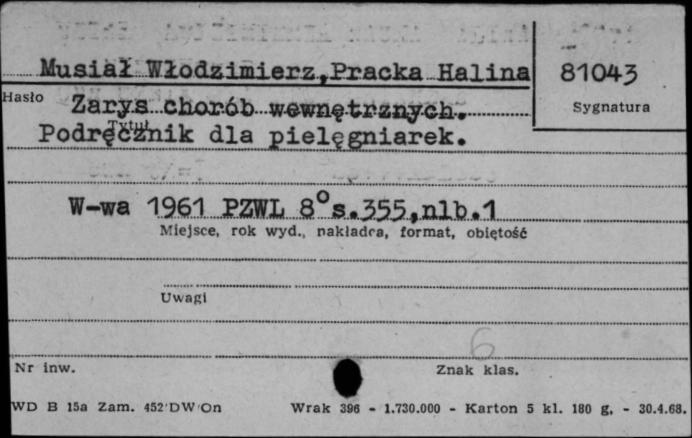 Musiał Włodzimierz,Pracka Halina
81043
Hasło
Sygnatura
Zarys chorób wewnętrznych.
Tytuł
Podręcznik dla pielęgniarek.
W-wa 1961 PZWL 8° s.355,nlb.1
Miejsce, rok wyd., nakładca, format, objętość
Uwagi
6
Nr inw.
Znak klas.
WD B 15a Zam. 452 DW On
Wrak 396 - 1.730.000 - Karton 5 kl. 180 g. - 30.4.68.